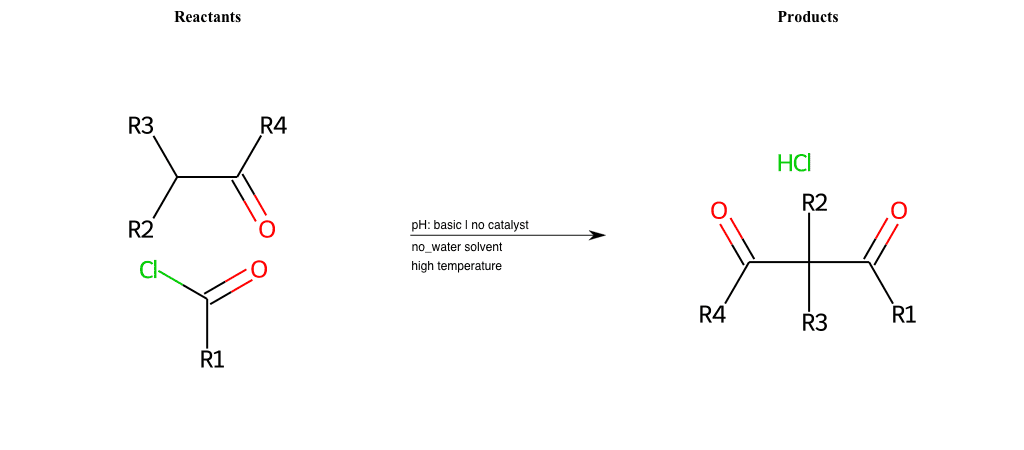 Reactants
Products
R3
R4
R2
O
Cl
O
R1
pH: basic | no catalyst
no_water solvent
high temperature
HCl
O
R2
O
R4
R3
R1